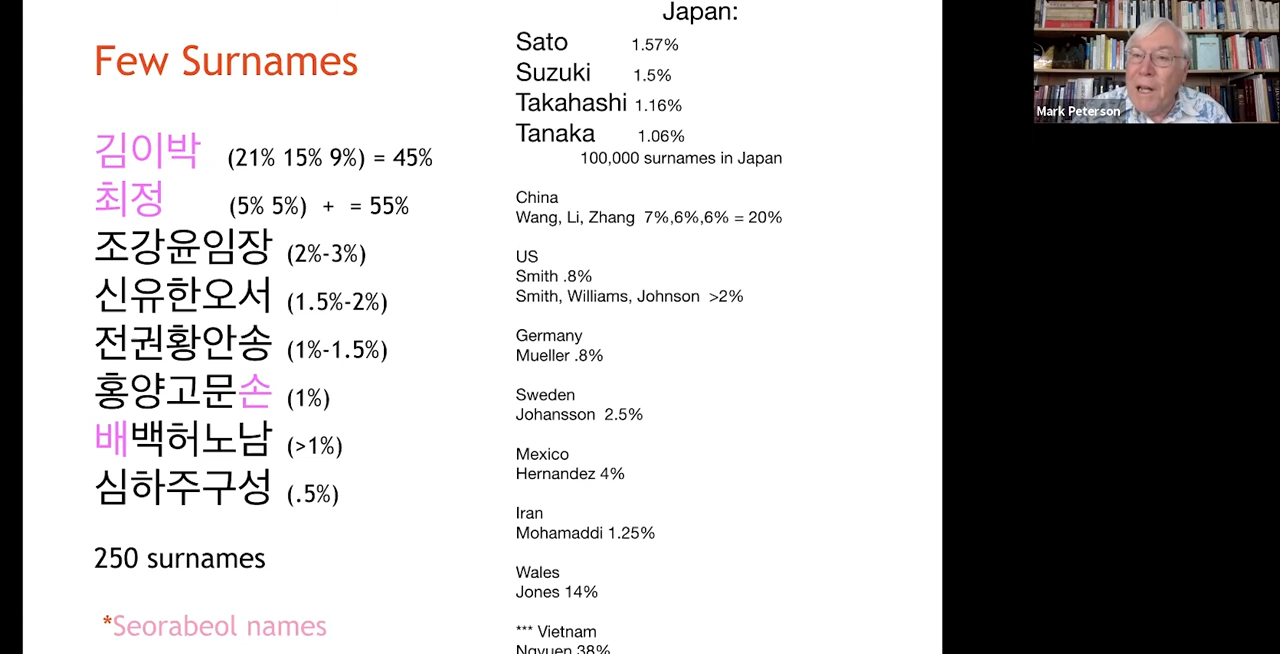 Few Surnames
김이박 (21% 15% 9%) = 45%
최정 (5% 5%) + = 55%
조강윤임장 (2%-3%)
신유한오서 (1.5%-2%)
전권황안송 (1%-1.5%)
홍양고문손 (1%)
배백허노남 (>1%)
심하주구성 (.5%)
250 surnames
*Seorabeol names
Japan:
Sato 1.57%
Suzuki 1.5%
Takahashi 1.16%
Tanaka 1.06%
100,000 surnames in Japan
China
Wang, Li, Zhang 7%,6%,6% = 20%
US
Smith .8%
Smith, Williams, Johnson >2%
Germany
Mueller .8%
Sweden
Johansson 2.5%
Mexico
Hernandez 4%
Iran
Mohamaddi 1.25%
Wales
Jones 14%
*** Vietnam
Ngyuen 38%
Mark Peterson